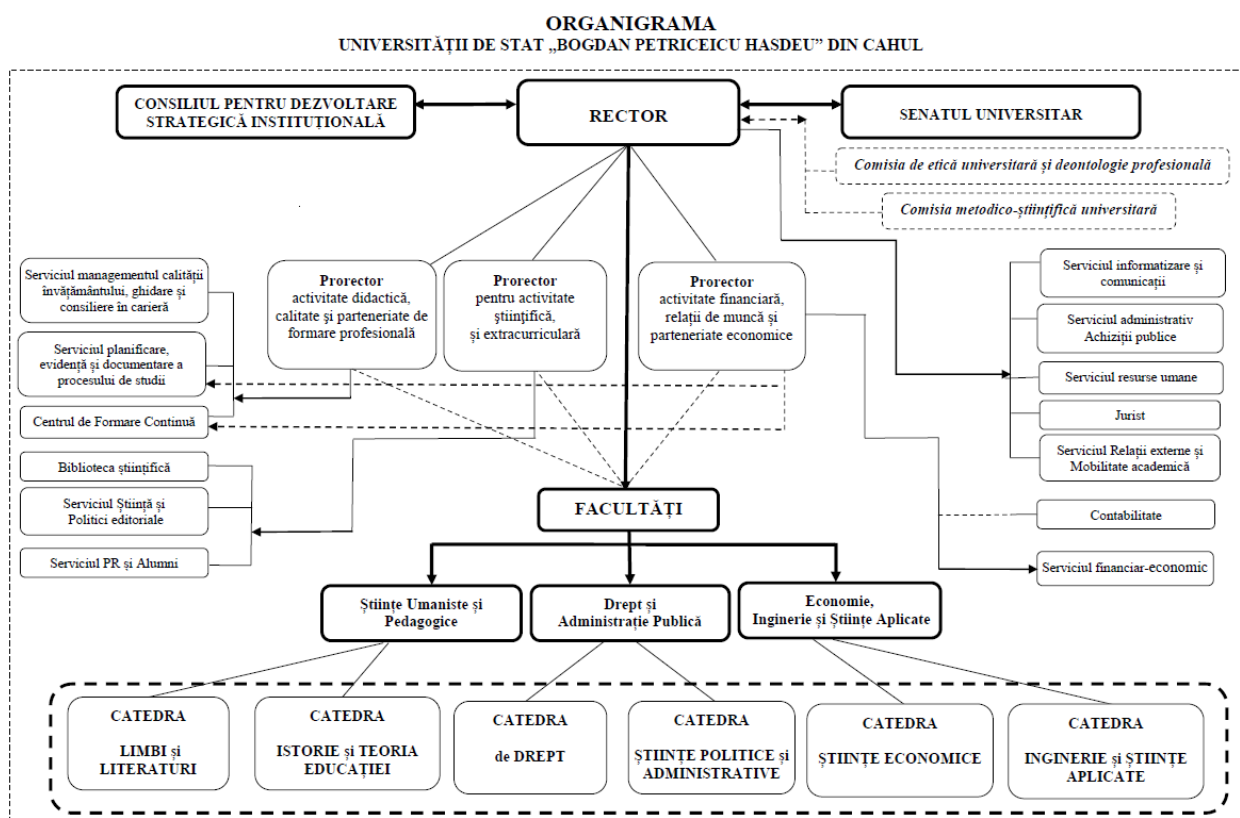 ORGANIGRAMA
UNIVERSITĂȚII DE STAT „BOGDAN PETRICEICU HASDEU” DIN CAHUL
CONSILIUL PENTRU DEZVOLTARE
STRATEGICĂ INSTITUȚIONALĂ
RECTOR
SENATUL UNIVERSITAR
Comisia de etică universitară și deontologie profesională
Comisia metodico-științifică universitară
Serviciul managementul calității
învățământului, ghidare și
consiliere în carieră
Serviciul planificare,
evidență și documentare a
procesului de studii
Centrul de Formare Continuă
Prorector
activitate didactică,
calitate şi parteneriate de
formare profesională
Prorector
pentru activitate
ştiinţifică,
și extracurriculară
Prorector
activitate financiară,
relații de muncă și
parteneriate economice
Serviciul informatizare și
comunicații
Serviciul administrativ
Achiziții publice
Serviciul resurse umane
Jurist
Serviciul Relații externe și
Mobilitate academică
Biblioteca științifică
Serviciul Știință și
Politici editoriale
Serviciul PR și Alumni
FACULTĂȚI
Contabilitate
Serviciul financiar-economic
Științe Umaniste și
Pedagogice
Drept și
Administrație Publică
Economie,
Inginerie și Științe Aplicate
CATEDRA
LIMBI și
LITERATURI
CATEDRA
ISTORIE și TEORIA
EDUCAȚIEI
CATEDRA
de DREPT
CATEDRA
ȘTIINȚE POLITICE și
ADMINISTRATIVE
CATEDRA
ȘTIINȚE ECONOMICE
CATEDRA
INGINERIE și ȘTIINȚE
APLICATE